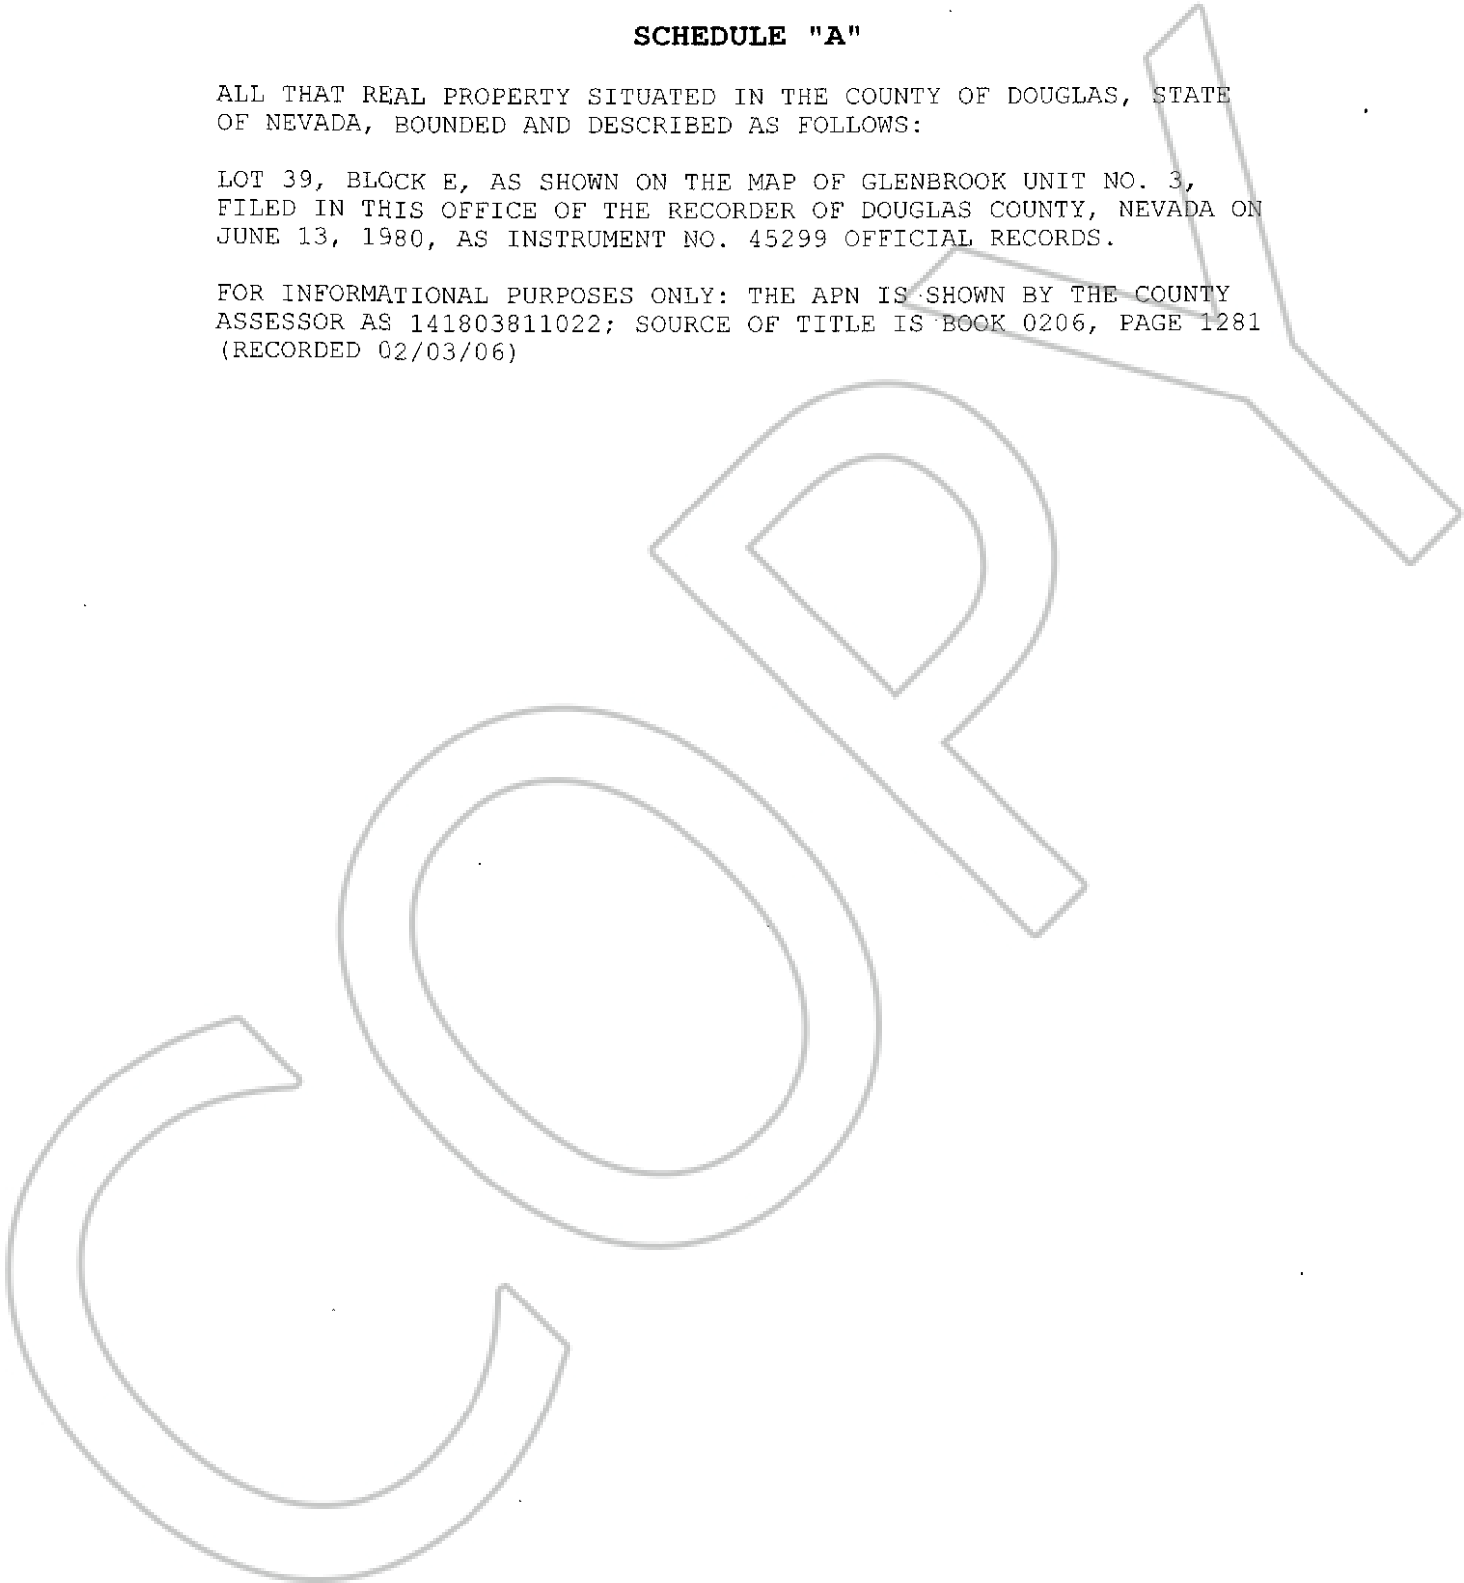 SCHEDULE "A"
ALL THAT REAL PROPERTY SITUATED IN THE COUNTY OF DOUGLAS, STATE
OF NEVADA, BOUNDED AND DESCRIBED AS FOLLOWS:
LOT 39, BLOCK E, AS SHOWN ON THE MAP OF GLENBROOK UNIT NO. 3,
FILED IN THIS OFFICE OF THE RECORDER OF DOUGLAS COUNTY, NEVADA ON
JUNE 13, 1980, AS INSTRUMENT NO. 45299 OFFICIAL RECORDS.
FOR INFORMATIONAL PURPOSES ONLY: THE APN IS SHOWN BY THE COUNTY
ASSESSOR AS 141803811022; SOURCE OF TITLE IS BOOK 0206, PAGE 1281
(RECORDED 02/03/06)
COPY